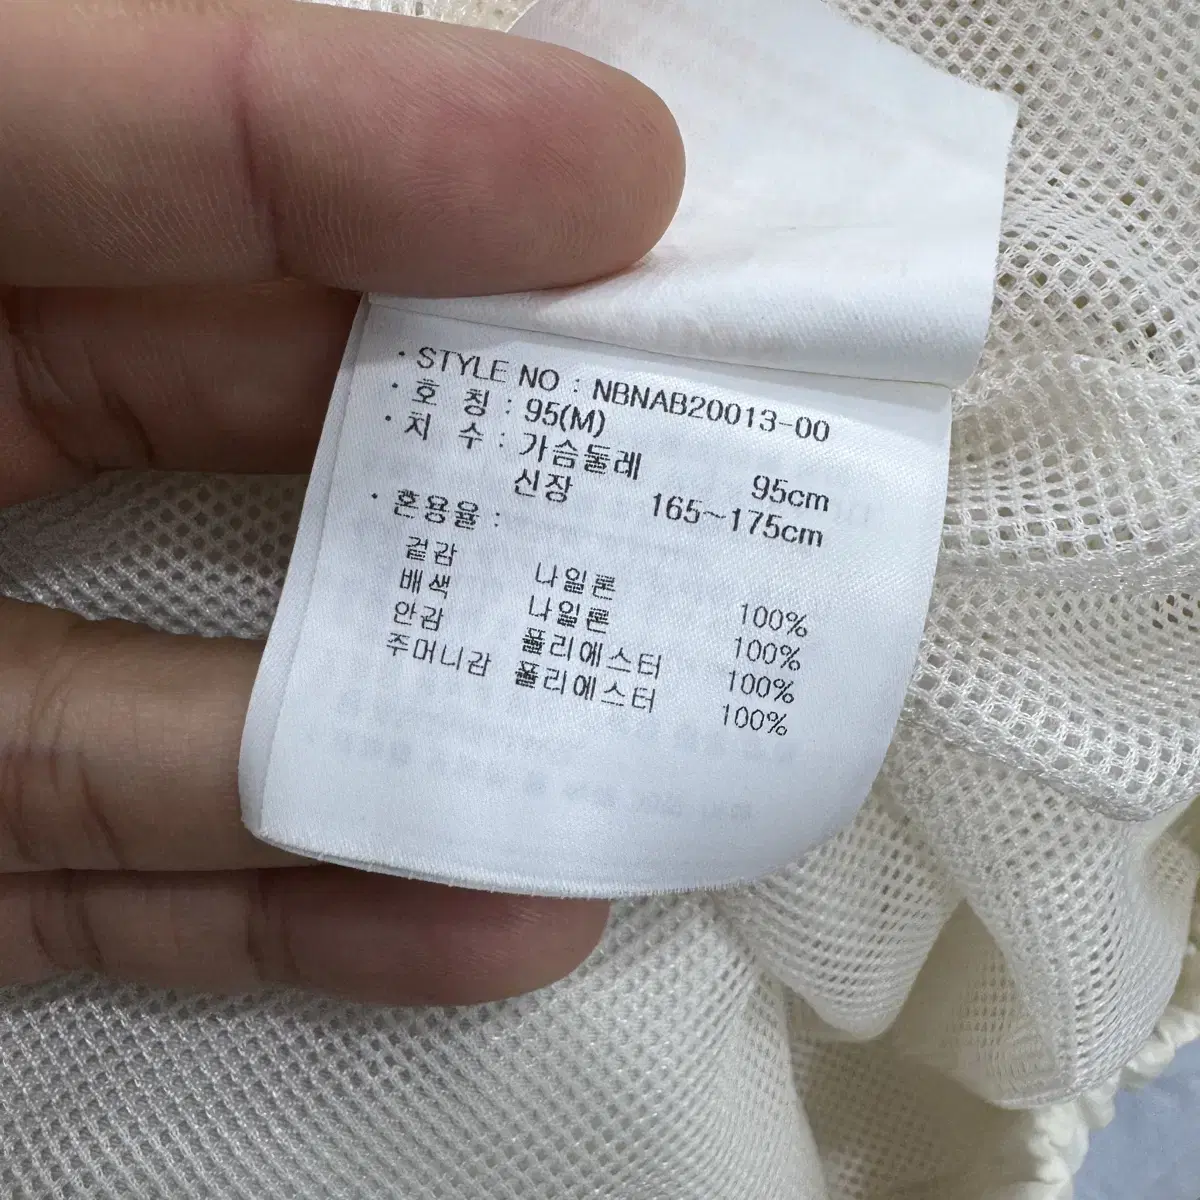 · STYLE NO : NBNAB20013-00
· 호 칭 : 95(M)
· 치 수 : 가슴둘레 95cm
신장 165~175cm
· 혼용율 :
겉감 나일론 100%
배색 나일론 100%
안감 폴리에스터 100%
주머니감 폴리에스터 100%